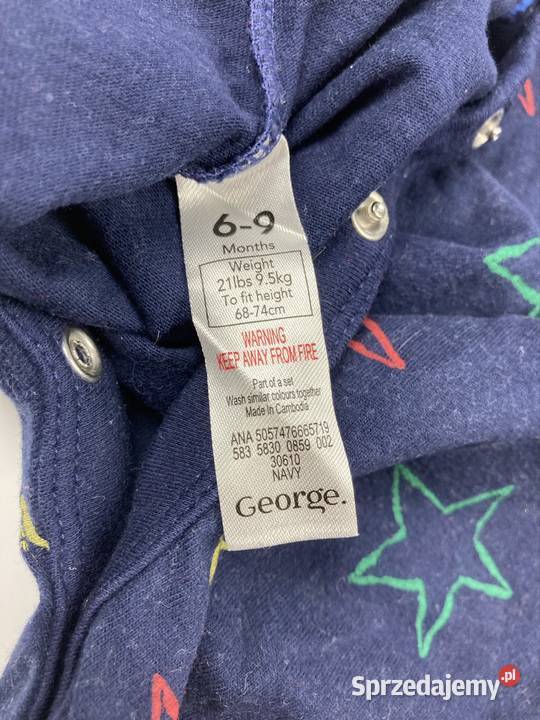 6-9
Months
Weight
21lbs 9.5kg
To fit height
68-74cm
WARNING
KEEP AWAY FROM FIRE
Part of a set
Wash similar colours together
Made In Cambodia
ANA 5057476665719
583 5830 0859 002
30610
NAVY
George.
Sprzedajemy.pl